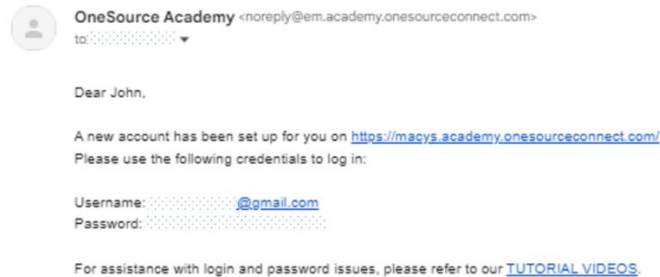 OneSource Academy <noreply@em.academy.onesourceconnect.com>
to
Dear John,
A new account has been set up for you on https://macys.academy.onesourceconnect.com/
Please use the following credentials to log in:
Username: @gmail.com
Password:
For assistance with login and password issues, please refer to our TUTORIAL VIDEOS.